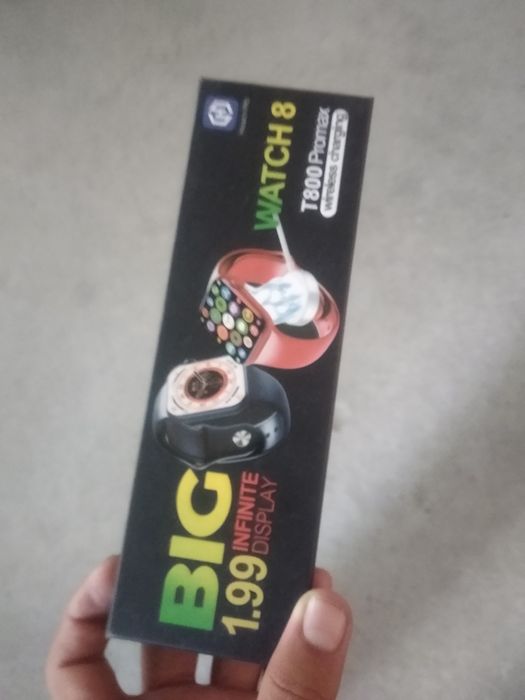 WATCH 8
T800 Promax
wireless charging
BIG
1.99 INFINITE
DISPLAY